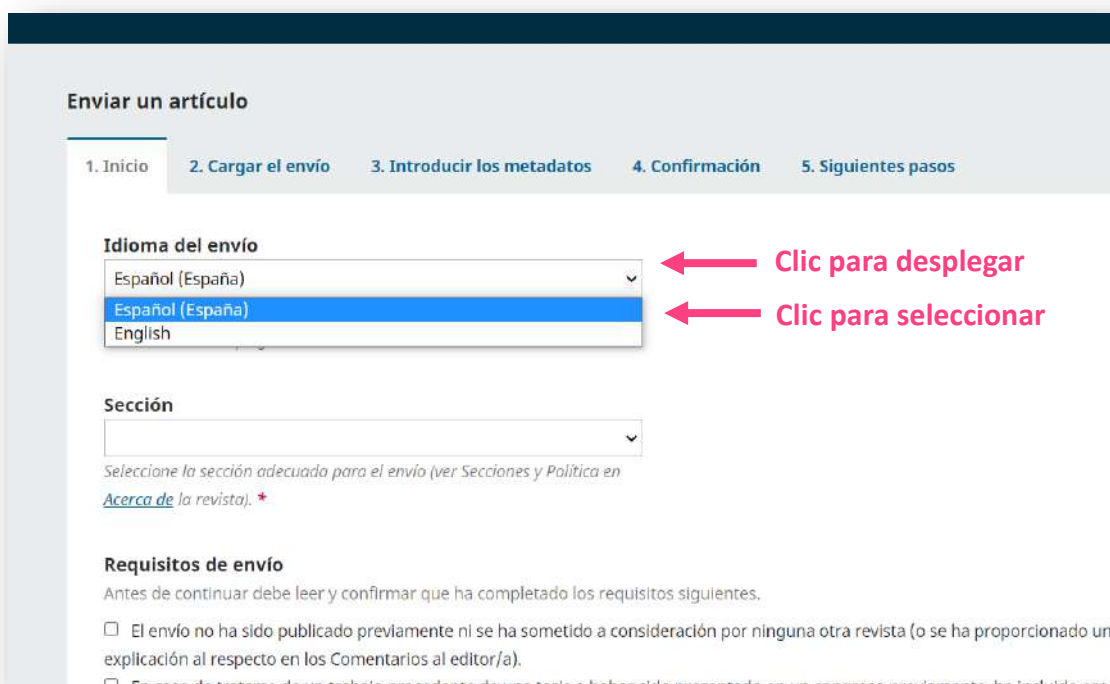 Enviar un artículo
1. Inicio 2. Cargar el envío 3. Introducir los metadatos 4. Confirmación 5. Siguientes pasos
Idioma del envío
Español (España)
Clic para desplegar
Español (España)
Clic para seleccionar
English
Sección
Seleccione la sección adecuada para el envío (ver Secciones y Política en
Acerca de la revista). *
Requisitos de envío
Antes de continuar debe leer y confirmar que ha completado los requisitos siguientes.
El envío no ha sido publicado previamente ni se ha sometido a consideración por ninguna otra revista (o se ha proporcionado un
explicación al respecto en los Comentarios al editor/a).